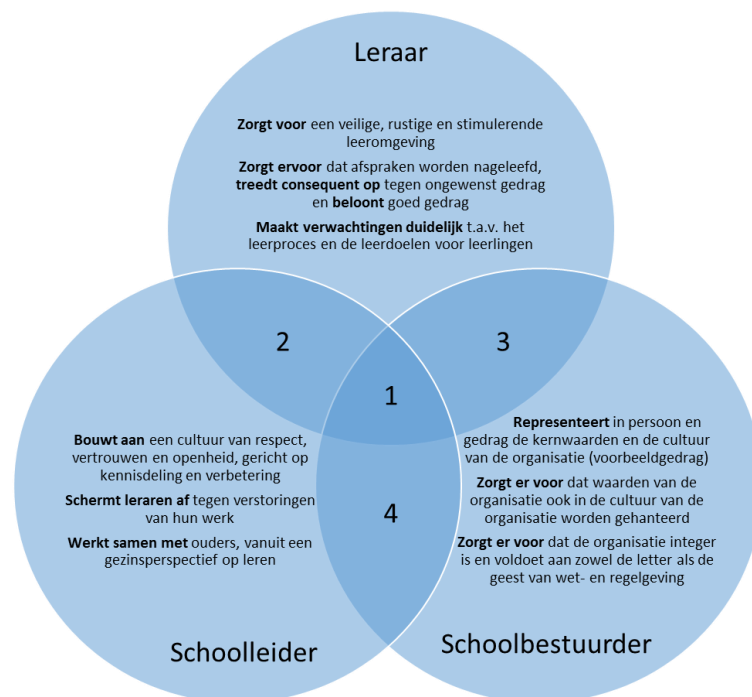 Leraar
Zorgt voor een veilige, rustige en stimulerende
leeromgeving
Zorgt ervoor dat afspraken worden nageleefd,
treedt consequent op tegen ongewenst gedrag
en beloont goed gedrag
Maakt verwachtingen duidelijk t.a.v. het
leerproces en de leerdoelen voor leerlingen
2
3
1
Bouwt aan een cultuur van respect,
vertrouwen en openheid, gericht op
kennisdeling en verbetering
Schermt leraren af tegen verstoringen
van hun werk
Werkt samen met ouders, vanuit een
gezinsperspectief op leren
4
Representeert in persoon en
gedrag de kernwaarden en de cultuur
van de organisatie (voorbeeldgedrag)
Zorgt er voor dat waarden van de
organisatie ook in de cultuur van de
organisatie worden gehanteerd
Zorgt er voor dat de organisatie integer
is en voldoet aan zowel de letter als de
geest van wet- en regelgeving
Schoolleider
Schoolbestuurder